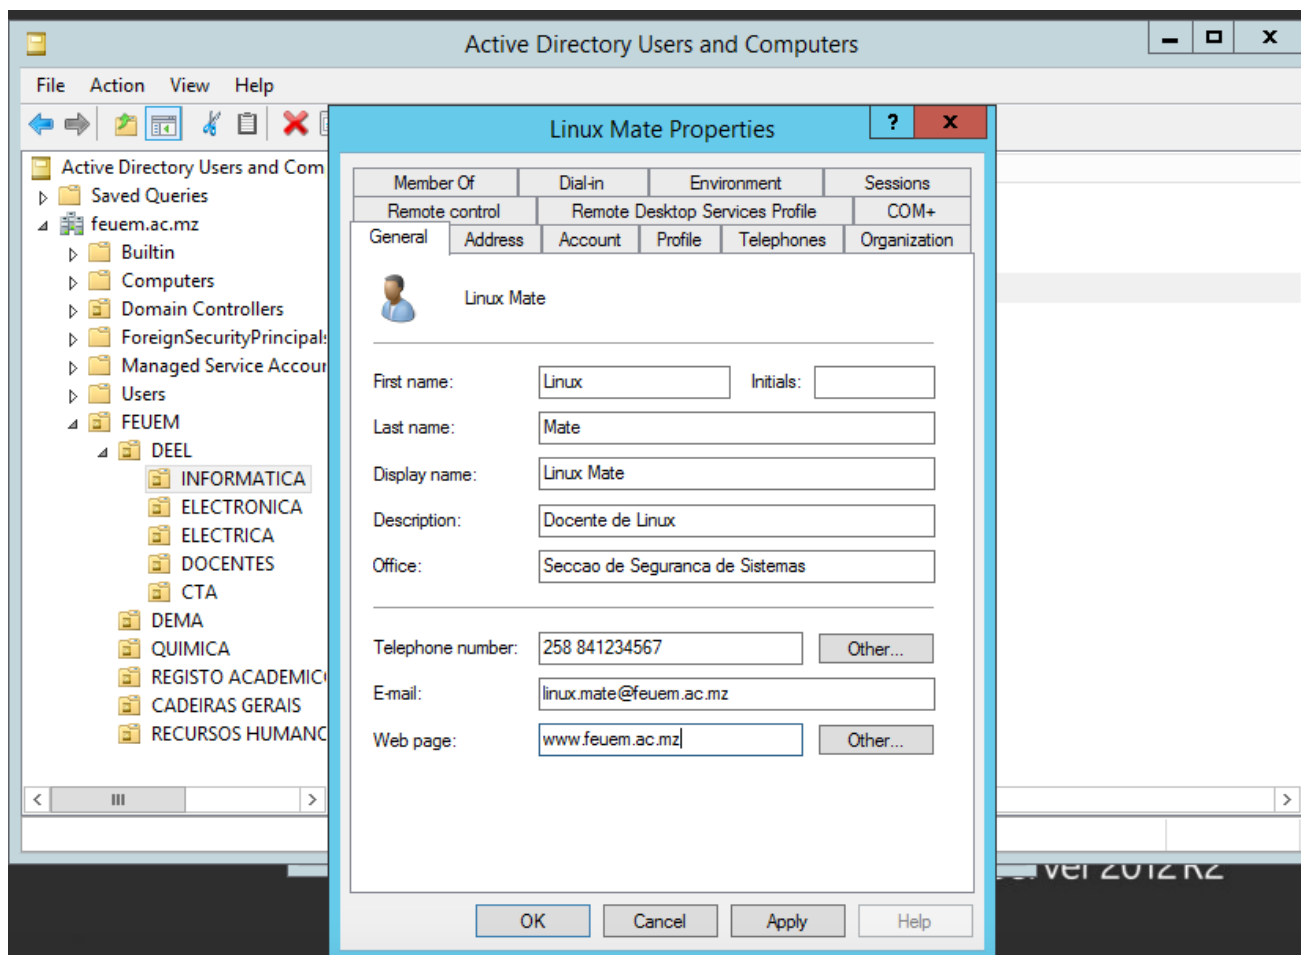 Active Directory Users and Computers
File Action View Help
Linux Mate Properties
?
Active Directory Users and Com
Saved Queries
feuem.ac.mz
Builtin
Computers
Domain Controllers
ForeignSecurityPrincipals
Managed Service Accour
Users
FEUEM
DEEL
INFORMATICA
ELECTRONICA
ELECTRICA
DOCENTES
CTA
DEMA
QUIMICA
REGISTO ACADEMIC
CADEIRAS GERAIS
RECURSOS HUMANC
Member Of Dial-in Environment Sessions
Remote control Remote Desktop Services Profile COM+
General Address Account Profile Telephones Organization
Linux Mate
First name: Linux Initials:
Last name: Mate
Display name: Linux Mate
Description: Docente de Linux
Office: Seccao de Seguranca de Sistemas
Telephone number: 258 841234567 Other...
E-mail: linux.mate@feuem.ac.mz
Web page: www.feuem.ac.mz Other...
OK Cancel Apply Help
Server 2012 R2